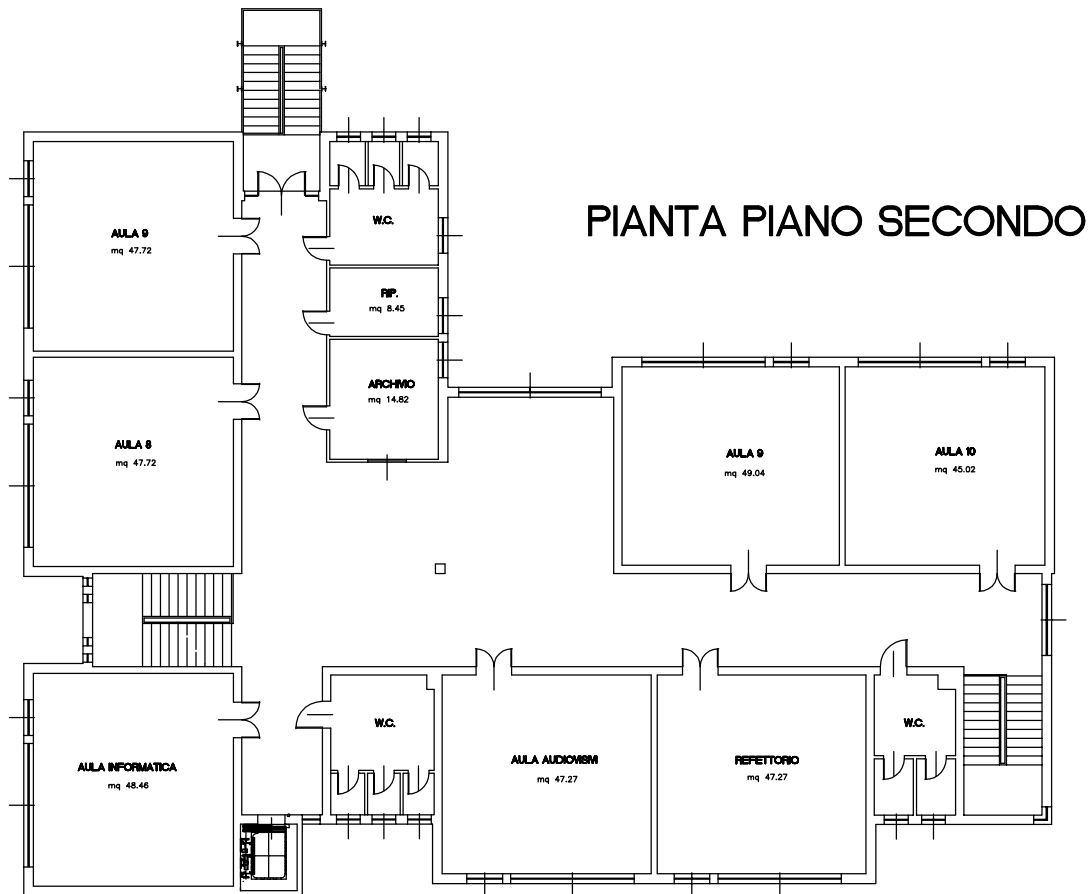 PIANTA PIANO SECONDO
AULA 9
mq 47.72
W.C.
RIP.
mq 8.45
ARCHIVIO
mq 14.82
AULA 8
mq 47.72
AULA 9
mq 49.04
AULA 10
mq 45.02
AULA INFORMATICA
mq 48.46
W.C.
AULA AUDIOVISIVI
mq 47.27
REFETTORIO
mq 47.27
W.C.